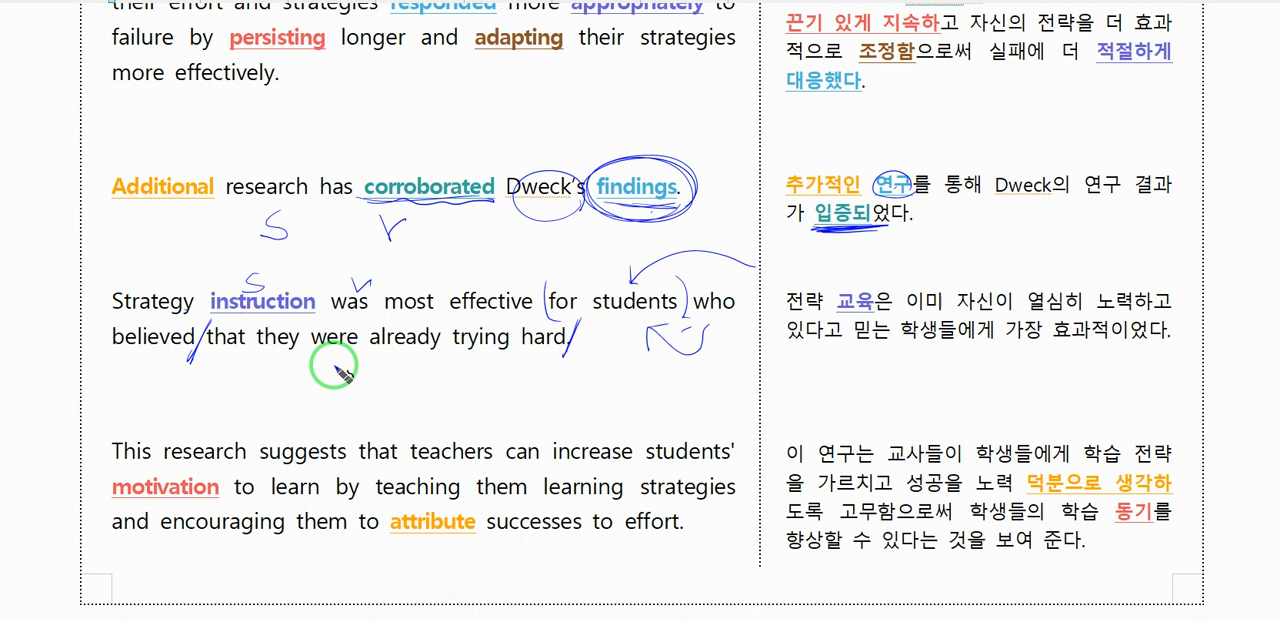 their effort and strategies responded more appropriately to
failure by persisting longer and adapting their strategies
more effectively.
Additional research has corroborated Dweck's findings.
S V
S V
Strategy instruction was most effective for students who
believed that they were already trying hard.
This research suggests that teachers can increase students'
motivation to learn by teaching them learning strategies
and encouraging them to attribute successes to effort.
끈기 있게 지속하고 자신의 전략을 더 효과
적으로 조정함으로써 실패에 더 적절하게
대응했다.
추가적인 연구를 통해 Dweck의 연구 결과
가 입증되었다.
전략 교육은 이미 자신이 열심히 노력하고
있다고 믿는 학생들에게 가장 효과적이었다.
이 연구는 교사들이 학생들에게 학습 전략
을 가르치고 성공을 노력 덕분으로 생각하
도록 고무함으로써 학생들의 학습 동기를
향상할 수 있다는 것을 보여 준다.